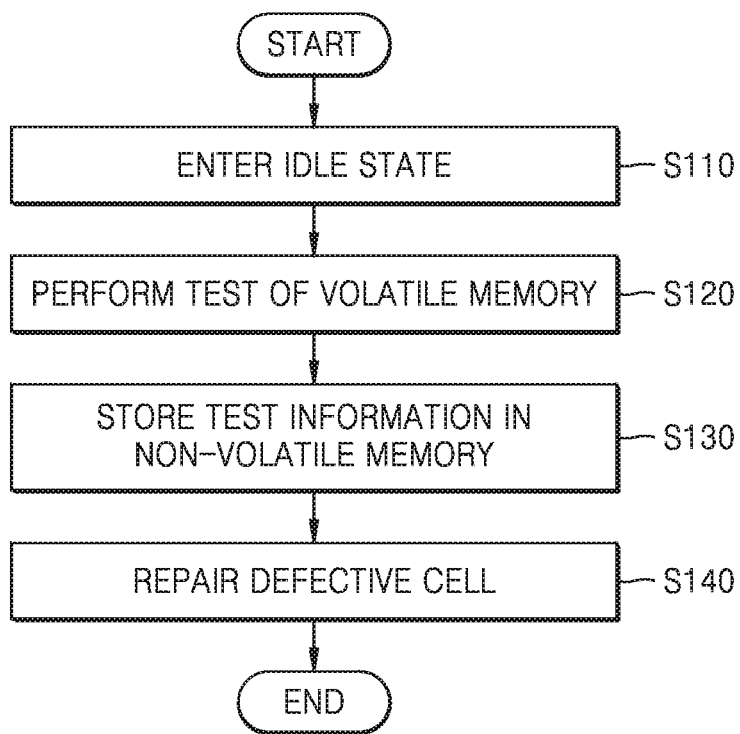 START
ENTER IDLE STATE
S110
PERFORM TEST OF VOLATILE MEMORY
S120
STORE TEST INFORMATION IN
NON-VOLATILE MEMORY
S130
REPAIR DEFECTIVE CELL
S140
END